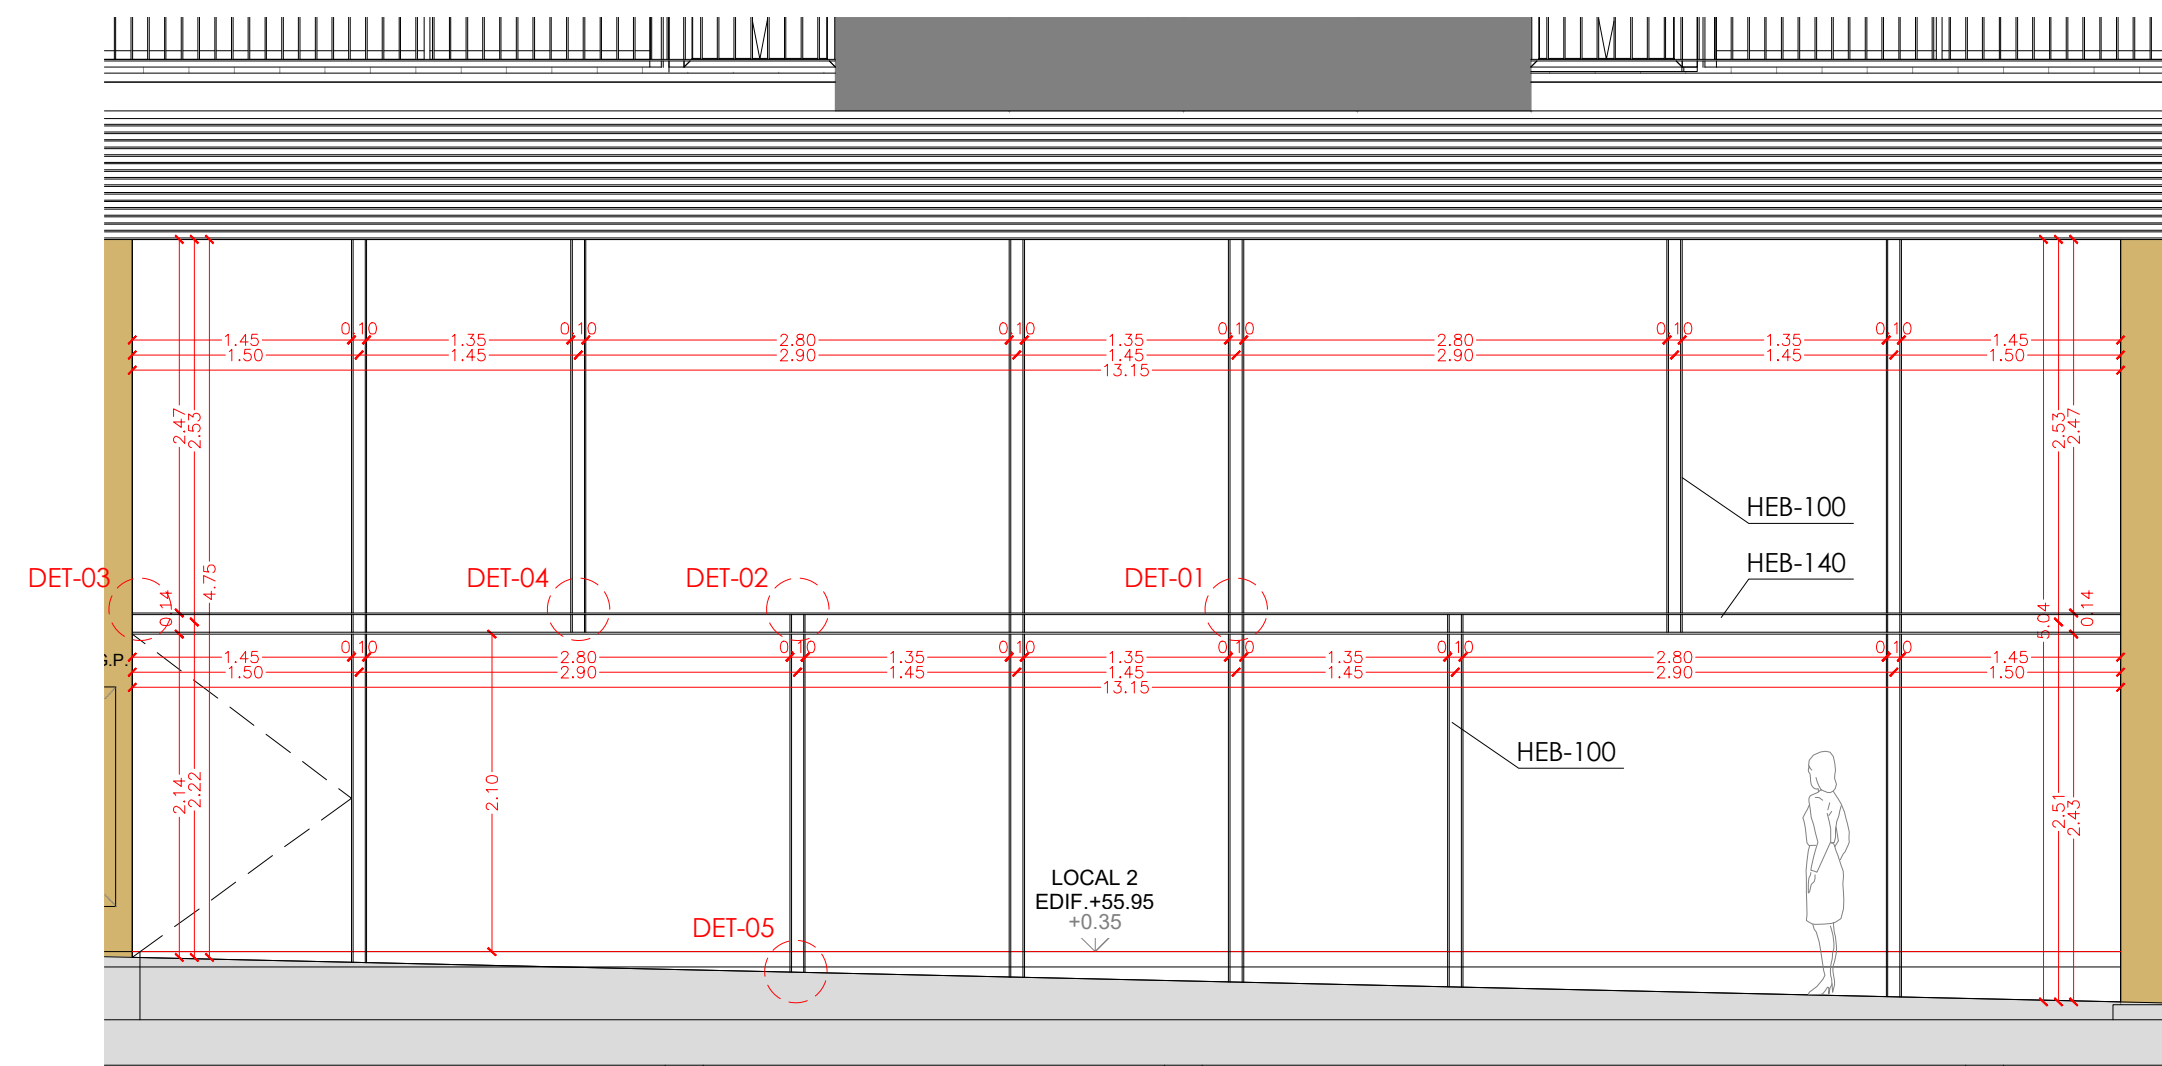 0.10 0.10 0.10 0.10 0.10 0.10
1.45 1.35 2.80 1.35 2.80 1.35 1.45
1.50 1.45 2.90 1.45 2.90 1.45 1.50
13.15
2.47 2.53 2.53 2.47
HEB-100
HEB-140
DET-03 DET-04 DET-02 DET-01
4.75 0.14 5.04 0.14
0.10 0.10 0.10 0.10 0.10 0.10
G.P. 1.45 2.80 1.35 1.35 1.35 2.80 1.45
1.50 2.90 1.45 1.45 1.45 2.90 1.50
13.15
HEB-100
2.14 2.22 2.10 2.51 2.43
LOCAL 2
EDIF.+55.95
+0.35
DET-05